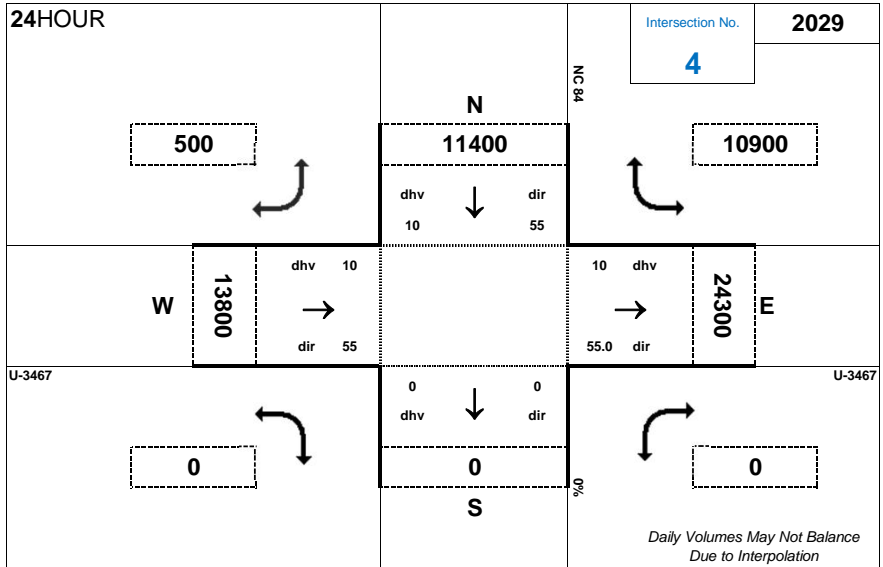 24HOUR
Intersection No.
4
2029
NC 84
N
500
11400
10900
dhv dir
10 55
W
13800
dhv 10
dir 55
10 dhv
55.0 dir
24300
E
U-3467
U-3467
0 0
dhv dir
0
0
0
S
0%
Daily Volumes May Not Balance
Due to Interpolation